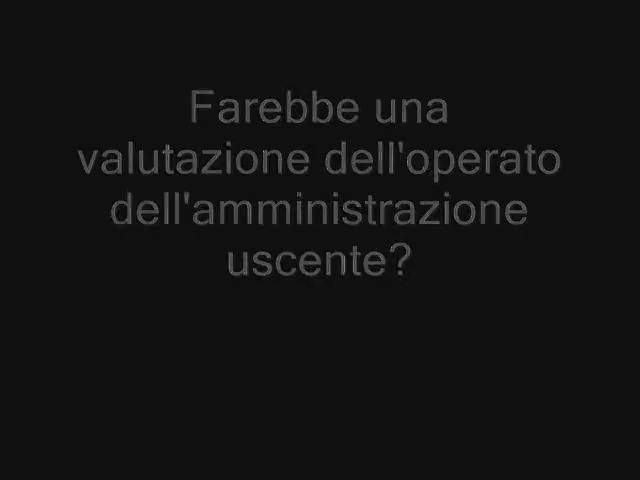 Farebbe una
valutazione dell'operato
dell'amministrazione
uscente?